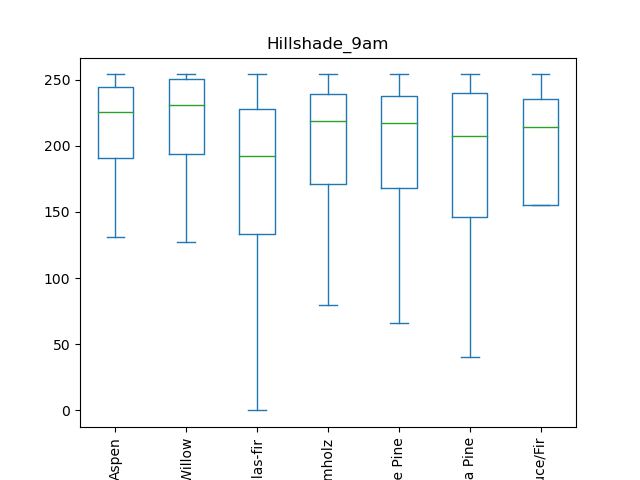 Hillshade_9am
250
200
150
100
50
0
Aspen
Willow
las-fir
mholz
e Pine
a Pine
uce/Fir